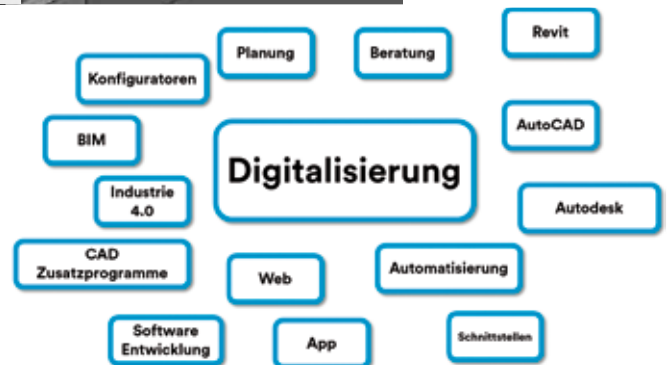 Revit
Planung
Beratung
Konfiguratoren
AutoCAD
BIM
Digitalisierung
Industrie
4.0
Autodesk
CAD
Zusatzprogramme
Web
Automatisierung
Software
Entwicklung
App
Schnittstellen